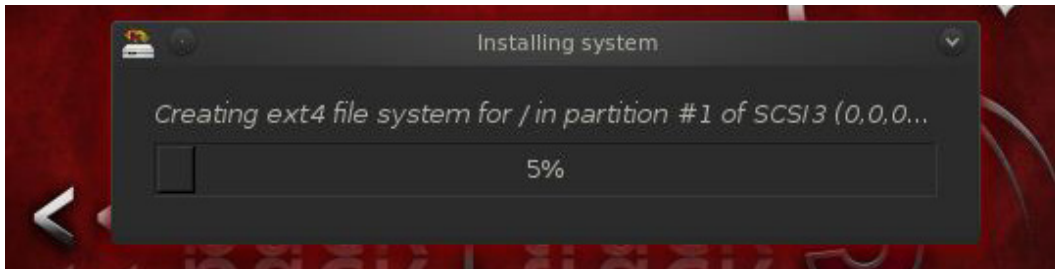 Installing system
Creating ext4 file system for / in partition #1 of SCSI3 (0,0,0...
5%